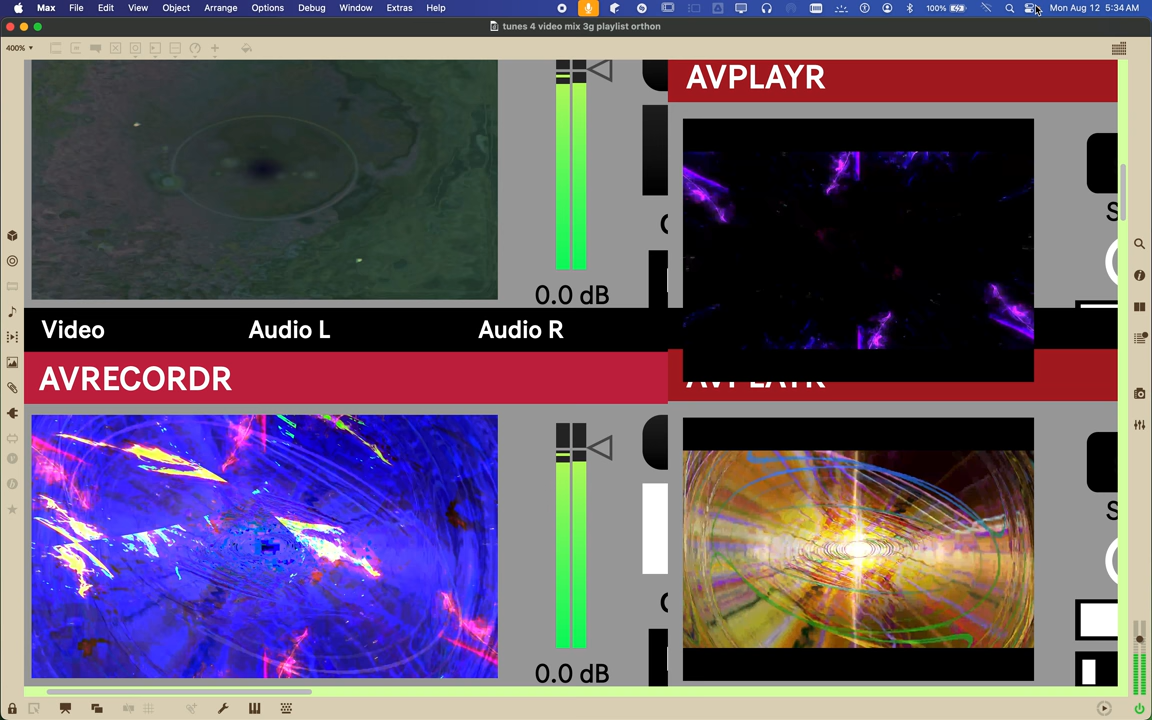 Max File Edit View Object Arrange Options Debug Window Extras Help 100% Mon Aug 12 5:34 AM
tunes 4 video mix 3g playlist orthon
400%
AVPLAYR
0.0 dB
Video Audio L Audio R
AVRECORDR
AVPLAYR
0.0 dB